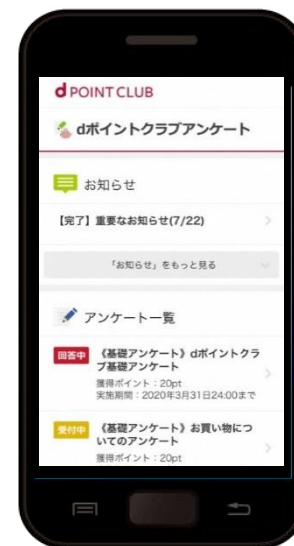 d POINT CLUB
dポイントクラブアンケート
お知らせ
【完了】重要なお知らせ(7/22)
「お知らせ」をもっと見る
アンケート一覧
回答中
《基礎アンケート》dポイントクラ
ブ基礎アンケート
獲得ポイント：20pt
実施期間：2020年3月31日24:00まで
受付中
《基礎アンケート》お買い物につ
いてのアンケート
獲得ポイント：20pt